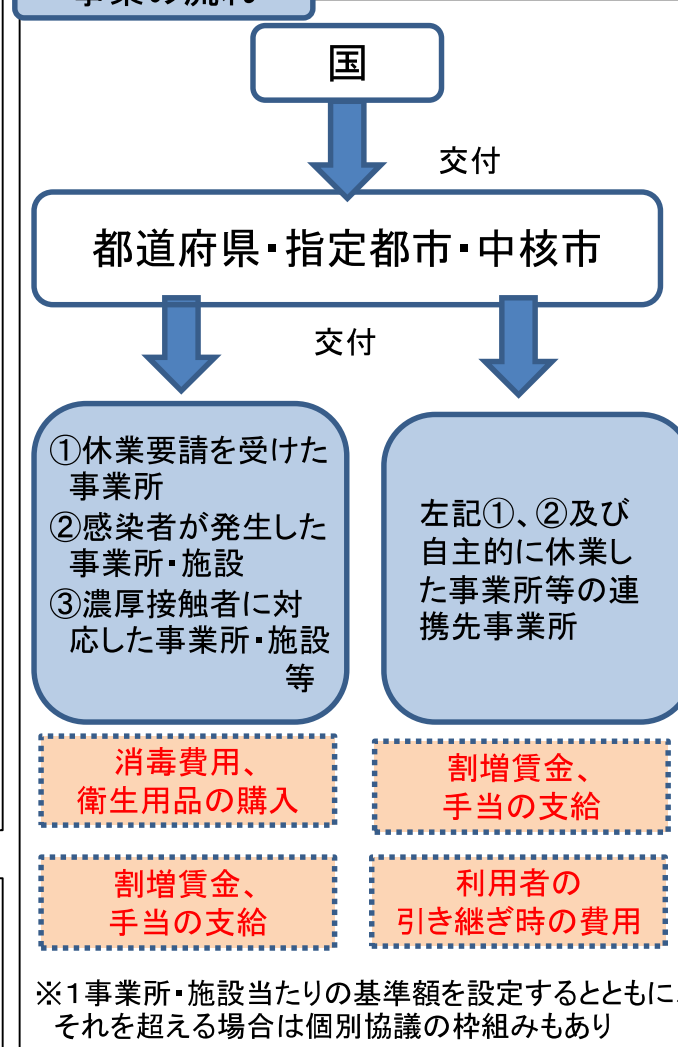 事業の流れ
国
交付
都道府県・指定都市・中核市
交付
①休業要請を受けた
事業所
②感染者が発生した
事業所・施設
③濃厚接触者に対
応した事業所・施設
等
左記①、②及び
自主的に休業し
た事業所等の連
携先事業所
消毒費用、
衛生用品の購入
割増賃金、
手当の支給
割増賃金、
手当の支給
利用者の
引き継ぎ時の費用
※1事業所・施設当たりの基準額を設定するとともに、
それを超える場合は個別協議の枠組みもあり